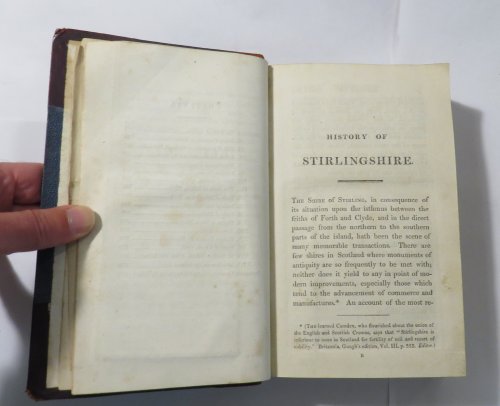 HISTORY OF
STIRLINGSHIRE.
THE SHIRE of STIRLING, in consequence of
its situation upon the isthmus between the
friths of Forth and Clyde, and in the direct
passage from the northern to the southern
parts of the island, hath been the scene of
many memorable transactions. There are
few shires in Scotland where monuments of
antiquity are so frequently to be met with;
neither does it yield to any in point of mo-
dern improvements, especially those which
tend to the advancement of commerce and
manufactures.* An account of the most re-
* [The learned Camden, who flourished about the union of
the English and Scottish Crowns, says that "Stirlingshire is
inferiour to none in Scotland for fertility of soil and resort of
nobility." Britannia, Gough's edition, Vol. III. p. 212. Editor.]